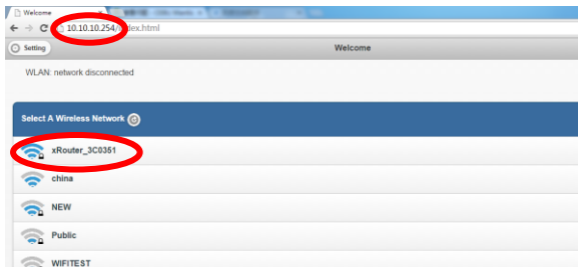 Welcome
10.10.10.254/index.html
Setting
Welcome
WLAN: network disconnected
Select A Wireless Network
xRouter_3C0351
china
NEW
Public
WIFITEST